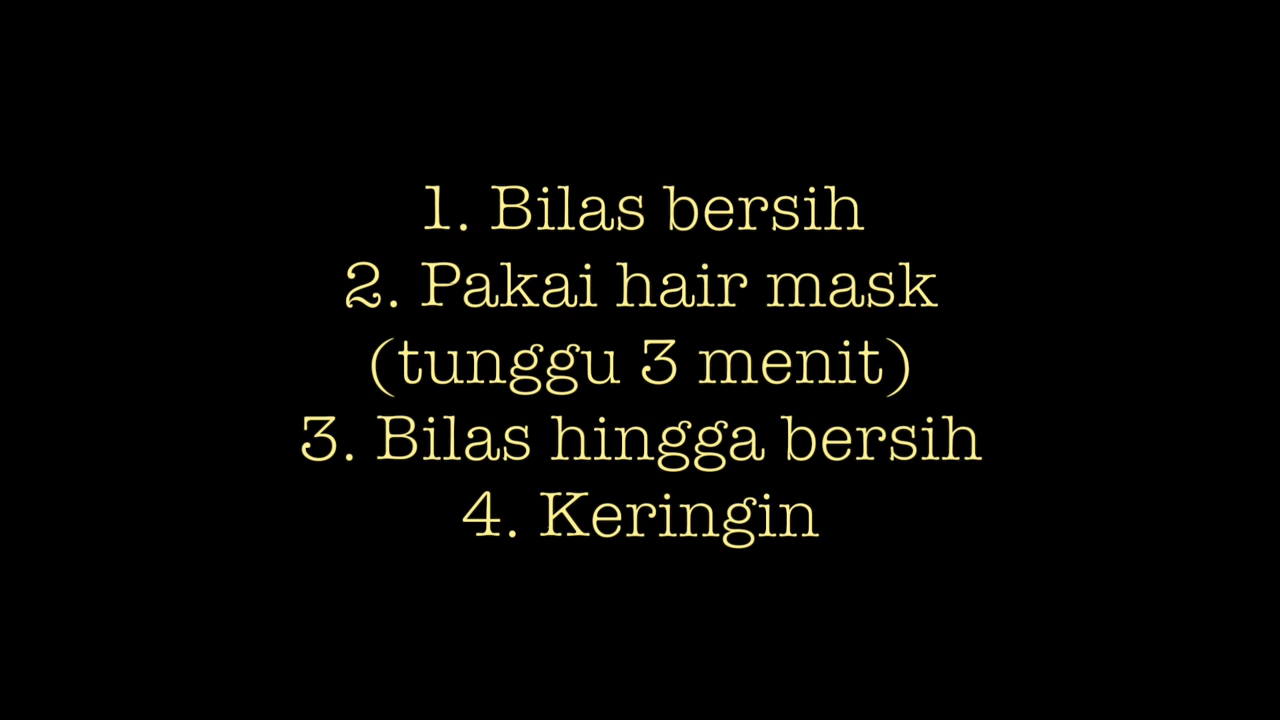 1. Bilas bersih
2. Pakai hair mask
(tunggu 3 menit)
3. Bilas hingga bersih
4. Keringin